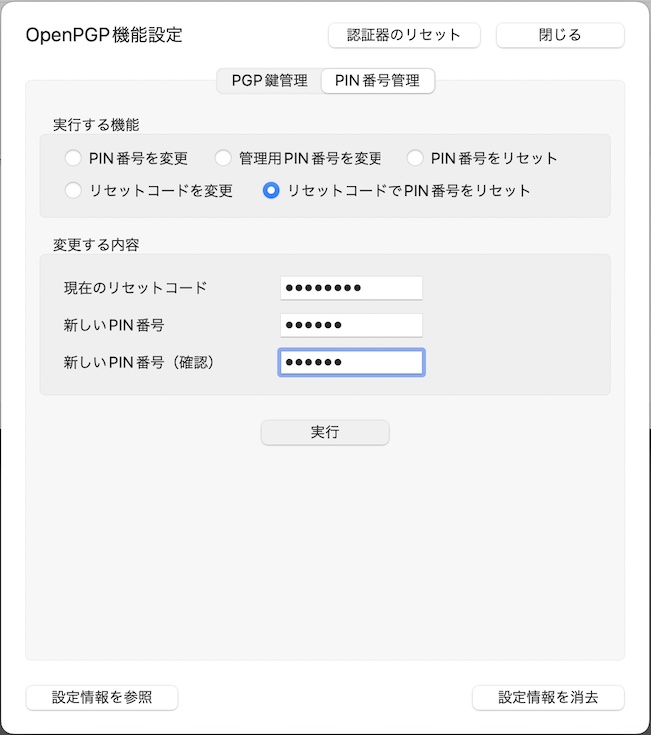 OpenPGP機能設定
認証器のリセット
閉じる
PGP鍵管理
PIN番号管理
実行する機能
PIN番号を変更
管理用PIN番号を変更
PIN番号をリセット
リセットコードを変更
リセットコードでPIN番号をリセット
変更する内容
現在のリセットコード
●●●●●●●●
新しいPIN番号
●●●●●●
新しいPIN番号（確認）
●●●●●●
実行
設定情報を参照
設定情報を消去